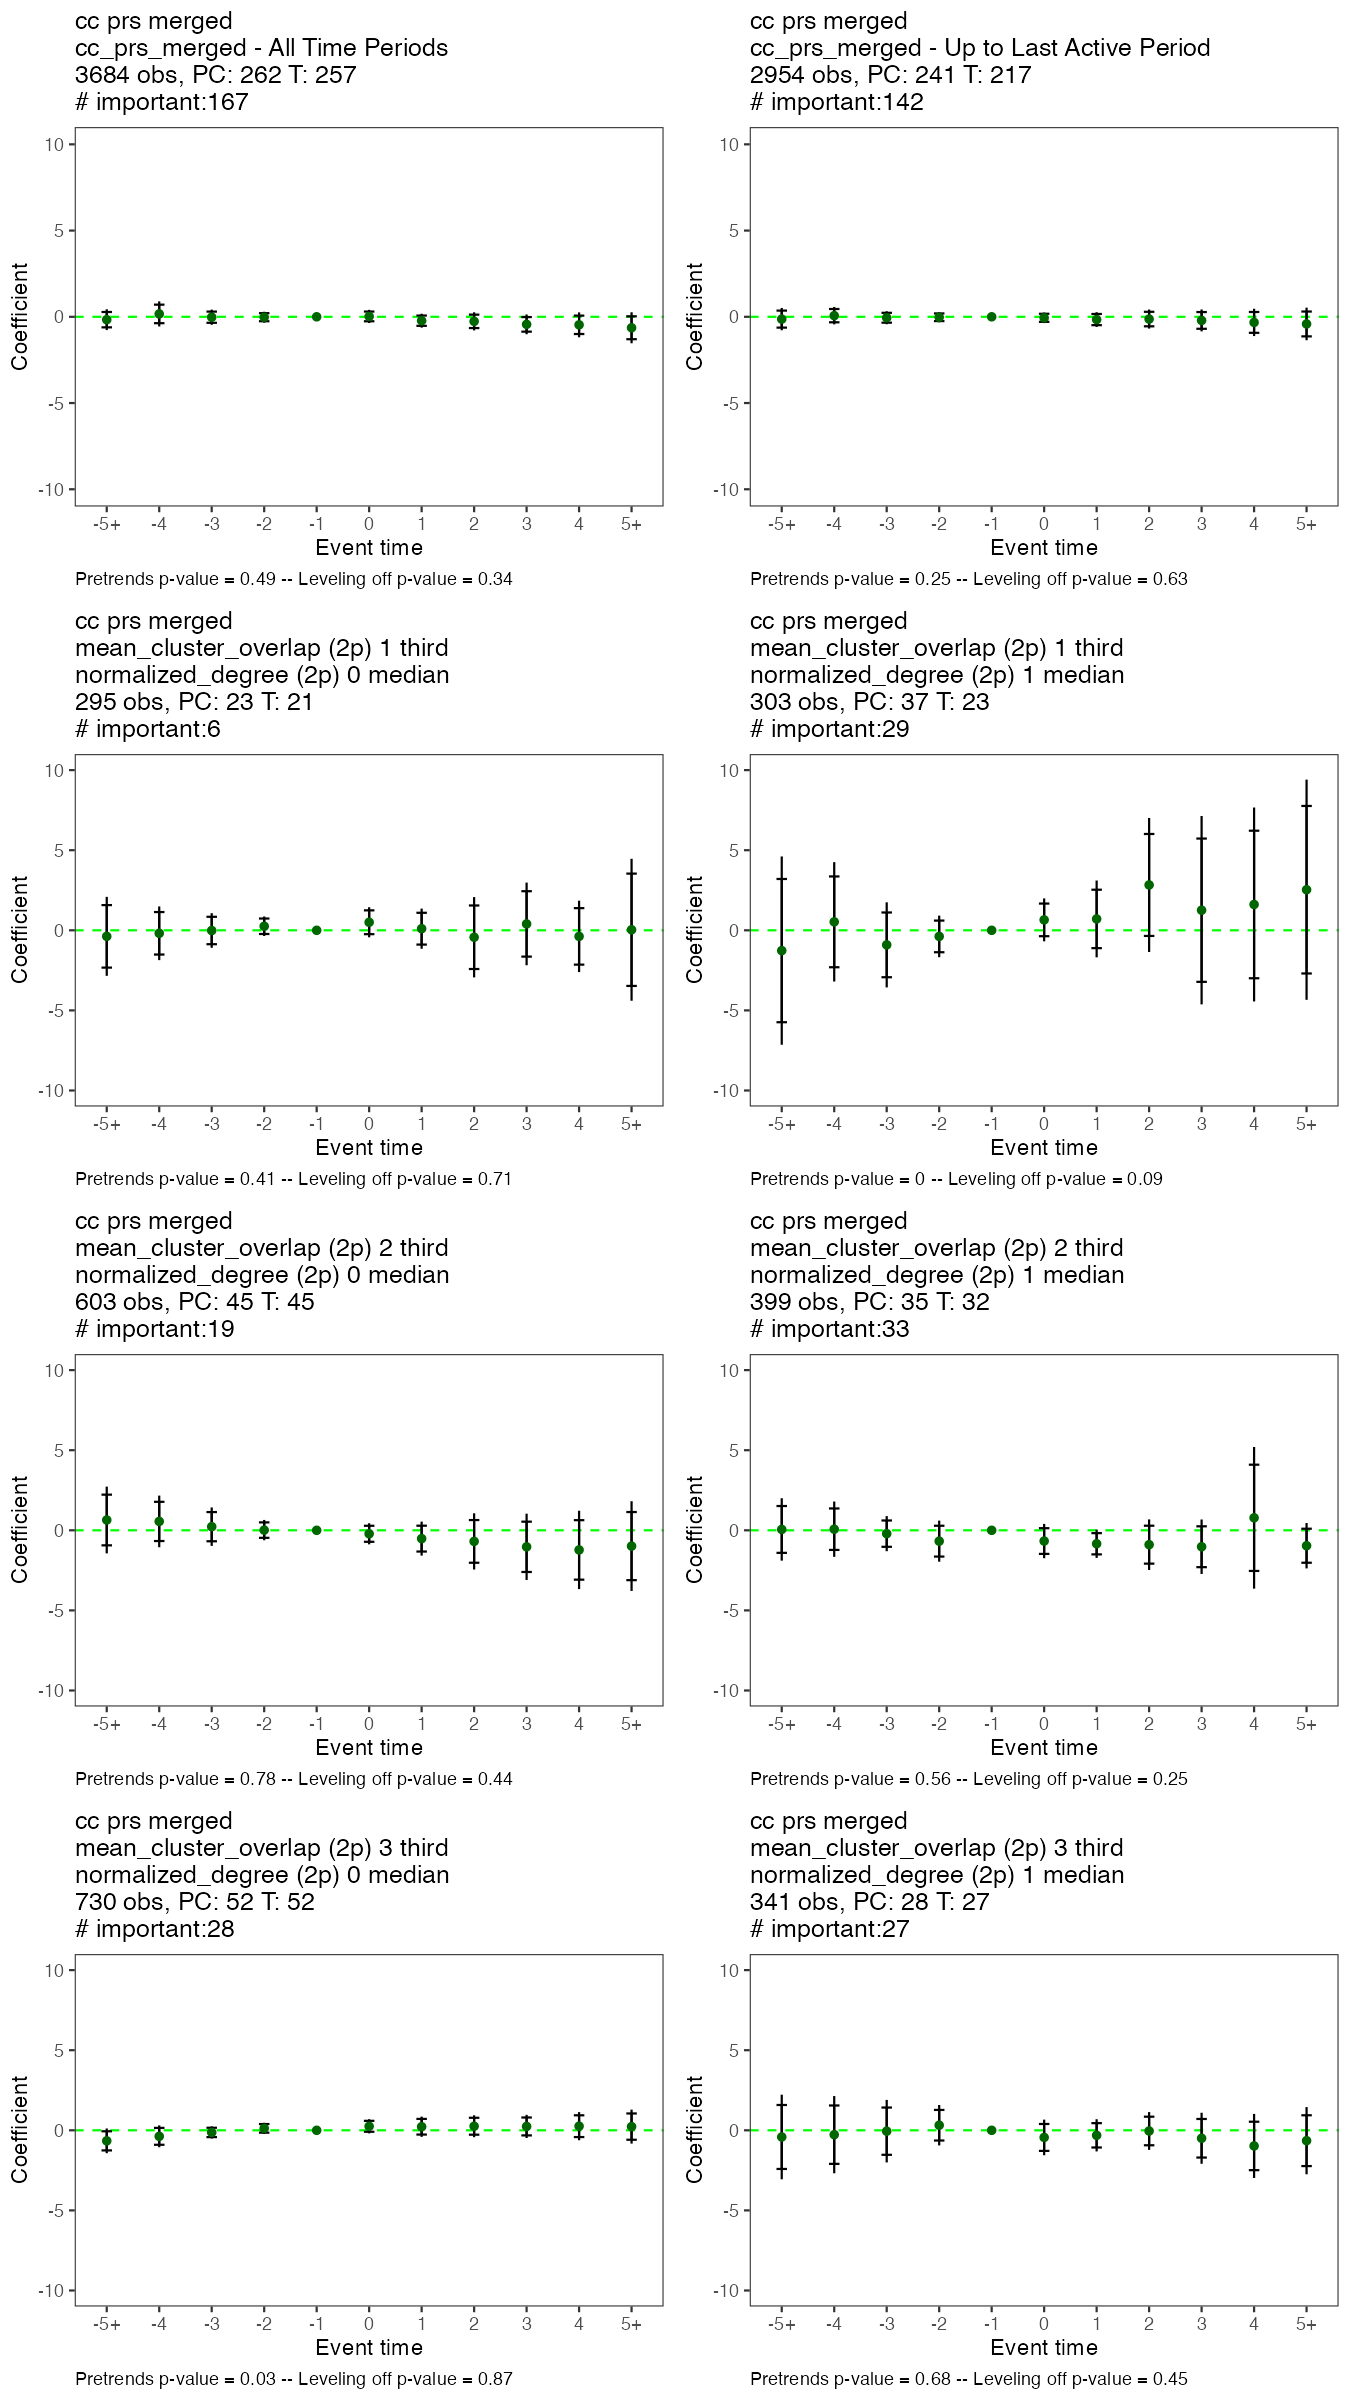 cc prs merged
cc_prs_merged - All Time Periods
3684 obs, PC: 262 T: 257
# important:167
10
5
0
-5
-10
Coefficient
-5+ -4 -3 -2 -1 0 1 2 3 4 5+
Event time
Pretrends p-value = 0.49 -- Leveling off p-value = 0.34
cc prs merged
cc_prs_merged - Up to Last Active Period
2954 obs, PC: 241 T: 217
# important:142
10
5
0
-5
-10
Coefficient
-5+ -4 -3 -2 -1 0 1 2 3 4 5+
Event time
Pretrends p-value = 0.25 -- Leveling off p-value = 0.63
cc prs merged
mean_cluster_overlap (2p) 1 third
normalized_degree (2p) 0 median
295 obs, PC: 23 T: 21
# important:6
10
5
0
-5
-10
Coefficient
-5+ -4 -3 -2 -1 0 1 2 3 4 5+
Event time
Pretrends p-value = 0.41 -- Leveling off p-value = 0.71
cc prs merged
mean_cluster_overlap (2p) 1 third
normalized_degree (2p) 1 median
303 obs, PC: 37 T: 23
# important:29
10
5
0
-5
-10
Coefficient
-5+ -4 -3 -2 -1 0 1 2 3 4 5+
Event time
Pretrends p-value = 0 -- Leveling off p-value = 0.09
cc prs merged
mean_cluster_overlap (2p) 2 third
normalized_degree (2p) 0 median
603 obs, PC: 45 T: 45
# important:19
10
5
0
-5
-10
Coefficient
-5+ -4 -3 -2 -1 0 1 2 3 4 5+
Event time
Pretrends p-value = 0.78 -- Leveling off p-value = 0.44
cc prs merged
mean_cluster_overlap (2p) 2 third
normalized_degree (2p) 1 median
399 obs, PC: 35 T: 32
# important:33
10
5
0
-5
-10
Coefficient
-5+ -4 -3 -2 -1 0 1 2 3 4 5+
Event time
Pretrends p-value = 0.56 -- Leveling off p-value = 0.25
cc prs merged
mean_cluster_overlap (2p) 3 third
normalized_degree (2p) 0 median
730 obs, PC: 52 T: 52
# important:28
10
5
0
-5
-10
Coefficient
-5+ -4 -3 -2 -1 0 1 2 3 4 5+
Event time
Pretrends p-value = 0.03 -- Leveling off p-value = 0.87
cc prs merged
mean_cluster_overlap (2p) 3 third
normalized_degree (2p) 1 median
341 obs, PC: 28 T: 27
# important:27
10
5
0
-5
-10
Coefficient
-5+ -4 -3 -2 -1 0 1 2 3 4 5+
Event time
Pretrends p-value = 0.68 -- Leveling off p-value = 0.45